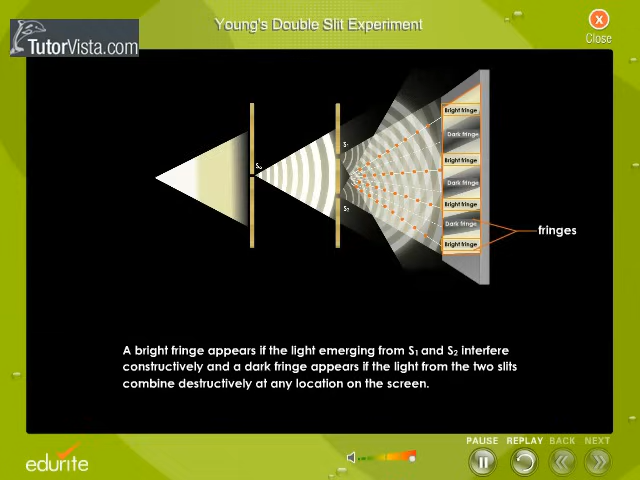 Young's Double Slit Experiment
Close
TutorVista.com
Bright fringe
Dark fringe
Bright fringe
Dark fringe
Bright fringe
Dark fringe
Bright fringe
S₂
fringes
A bright fringe appears if the light emerging from S₁ and S₂ interfere
constructively and a dark fringe appears if the light from the two slits
combine destructively at any location on the screen.
PAUSE REPLAY BACK NEXT
edurite